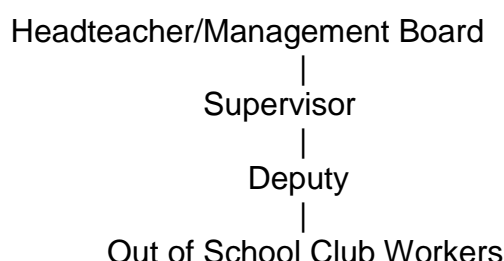 Headteacher/Management Board
|
Supervisor
|
Deputy
|
Out of School Club Workers